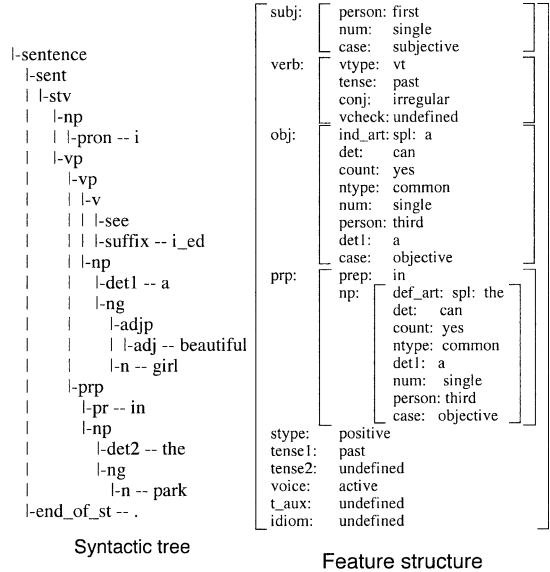 |-sentence
|-sent
| |-stv
| |-np
| | |-pron -- i
| |-vp
| |-vp
| | |-v
| | | |-see
| | | |-suffix -- i_ed
| | |-np
| | |-det1 -- a
| | |-ng
| | |-adjp
| | | |-adj -- beautiful
| | |-n -- girl
| |-prp
| |-pr -- in
| |-np
| |-det2 -- the
| |-ng
| |-n -- park
|-end_of_st -- .
Syntactic tree
subj: person: first
num: single
case: subjective
verb: vtype: vt
tense: past
conj: irregular
vcheck: undefined
obj: ind_art: spl: a
det: can
count: yes
ntype: common
num: single
person: third
det1: a
case: objective
prp: prep: in
np: def_art: spl: the
det: can
count: yes
ntype: common
det1: a
num: single
person: third
case: objective
stype: positive
tense1: past
tense2: undefined
voice: active
t_aux: undefined
idiom: undefined
Feature structure